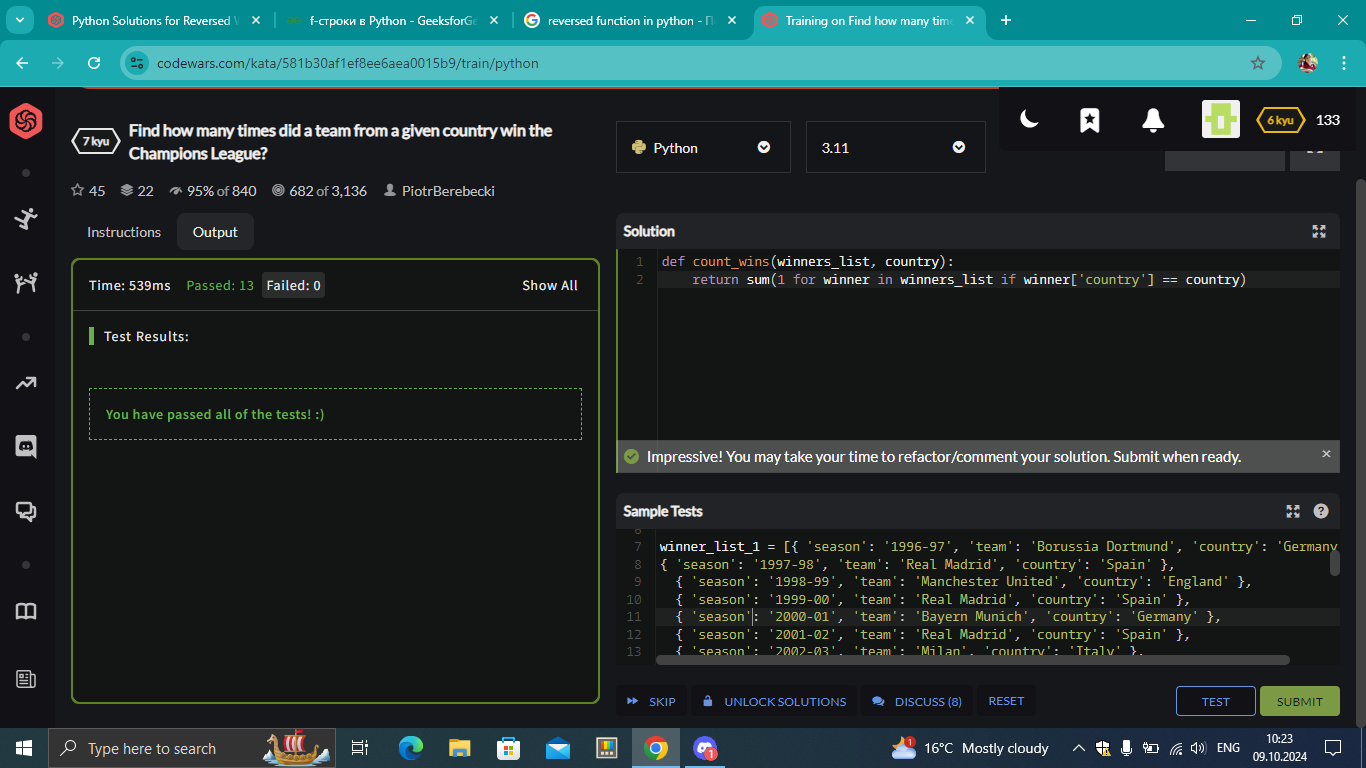 Python Solutions for Reversed
f-строки в Python - GeeksforGe
reversed function in python - П
Training on Find how many time
codewars.com/kata/581b30af1ef8ee6aea0015b9/train/python
7 kyu
Find how many times did a team from a given country win the
Champions League?
45
22
95% of 840
682 of 3,136
PiotrBerebecki
Python
3.11
6 kyu
133
Instructions
Output
Time: 539ms
Passed: 13
Failed: 0
Show All
Test Results:
You have passed all of the tests! :)
Solution
1 def count_wins(winners_list, country):
2     return sum(1 for winner in winners_list if winner['country'] == country)
Impressive! You may take your time to refactor/comment your solution. Submit when ready.
Sample Tests
6
7 winner_list_1 = [{ 'season': '1996-97', 'team': 'Borussia Dortmund', 'country': 'Germany
8 { 'season': '1997-98', 'team': 'Real Madrid', 'country': 'Spain' },
9   { 'season': '1998-99', 'team': 'Manchester United', 'country': 'England' },
10   { 'season': '1999-00', 'team': 'Real Madrid', 'country': 'Spain' },
11   { 'season': '2000-01', 'team': 'Bayern Munich', 'country': 'Germany' },
12   { 'season': '2001-02', 'team': 'Real Madrid', 'country': 'Spain' },
13   { 'season': '2002-03', 'team': 'Milan', 'country': 'Italy' },
SKIP
UNLOCK SOLUTIONS
DISCUSS (8)
RESET
TEST
SUBMIT
Type here to search
1
1
16°C Mostly cloudy
ENG
10:23
09.10.2024